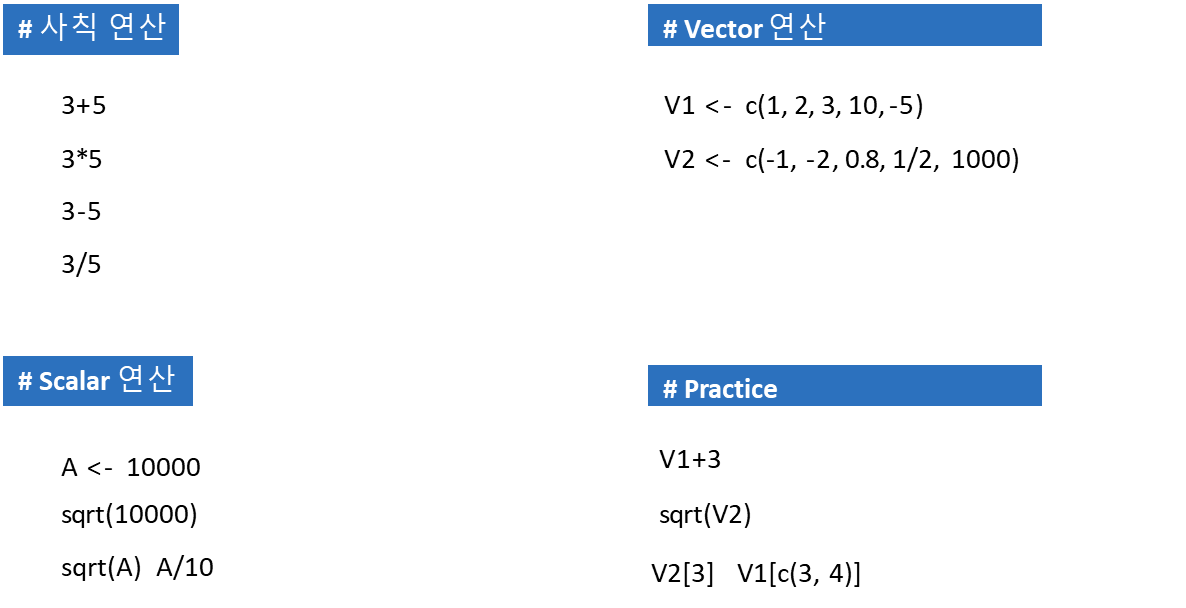 # 사칙 연산
3+5
3*5
3-5
3/5
# Scalar 연산
A <- 10000
sqrt(10000)
sqrt(A) A/10
# Vector 연산
V1 <- c(1, 2, 3, 10, -5)
V2 <- c(-1, -2, 0.8, 1/2, 1000)
# Practice
V1+3
sqrt(V2)
V2[3] V1[c(3, 4)]